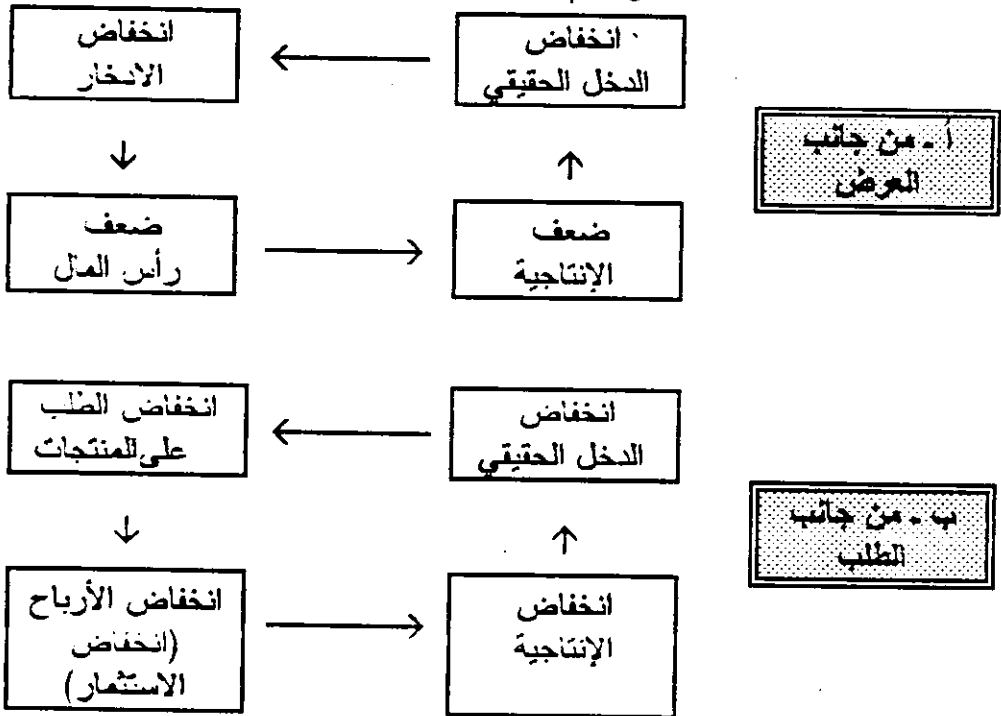 أ - من جانب
العرض
انخفاض
الدخل الحقيقي
انخفاض
الادخار
ضعف
الإنتاجية
ضعف
رأس المال
ب - من جانب
الطلب
انخفاض
الدخل الحقيقي
انخفاض الطلب
على المنتجات
انخفاض
الإنتاجية
انخفاض الأرباح
(انخفاض
الاستثمار)